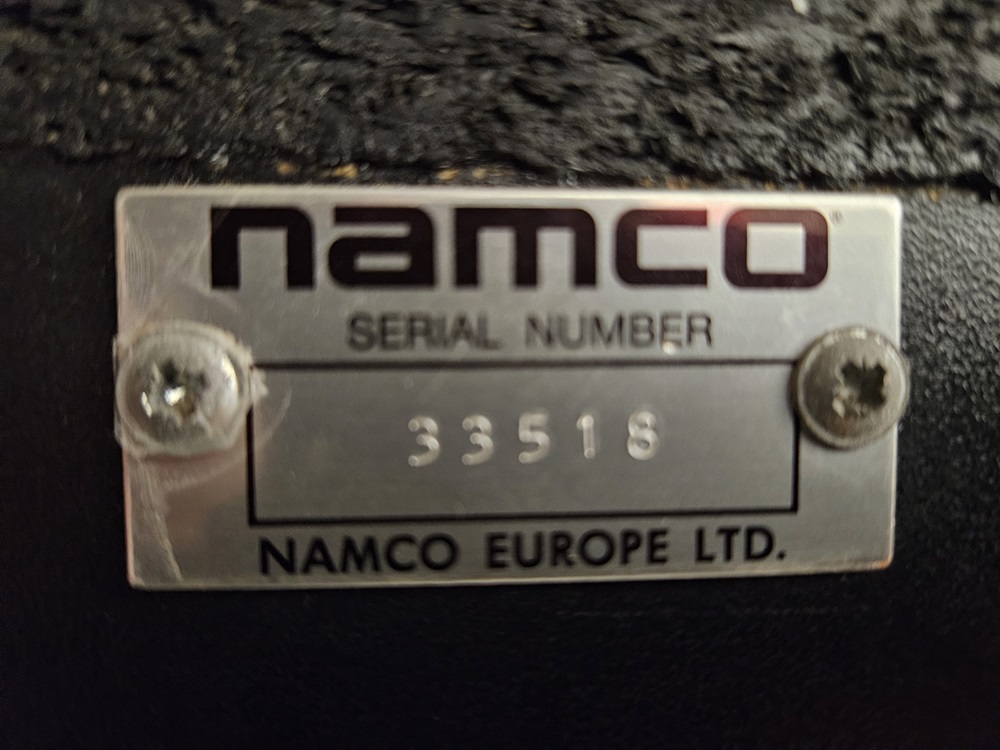 namco
SERIAL NUMBER
33518
NAMCO EUROPE LTD.